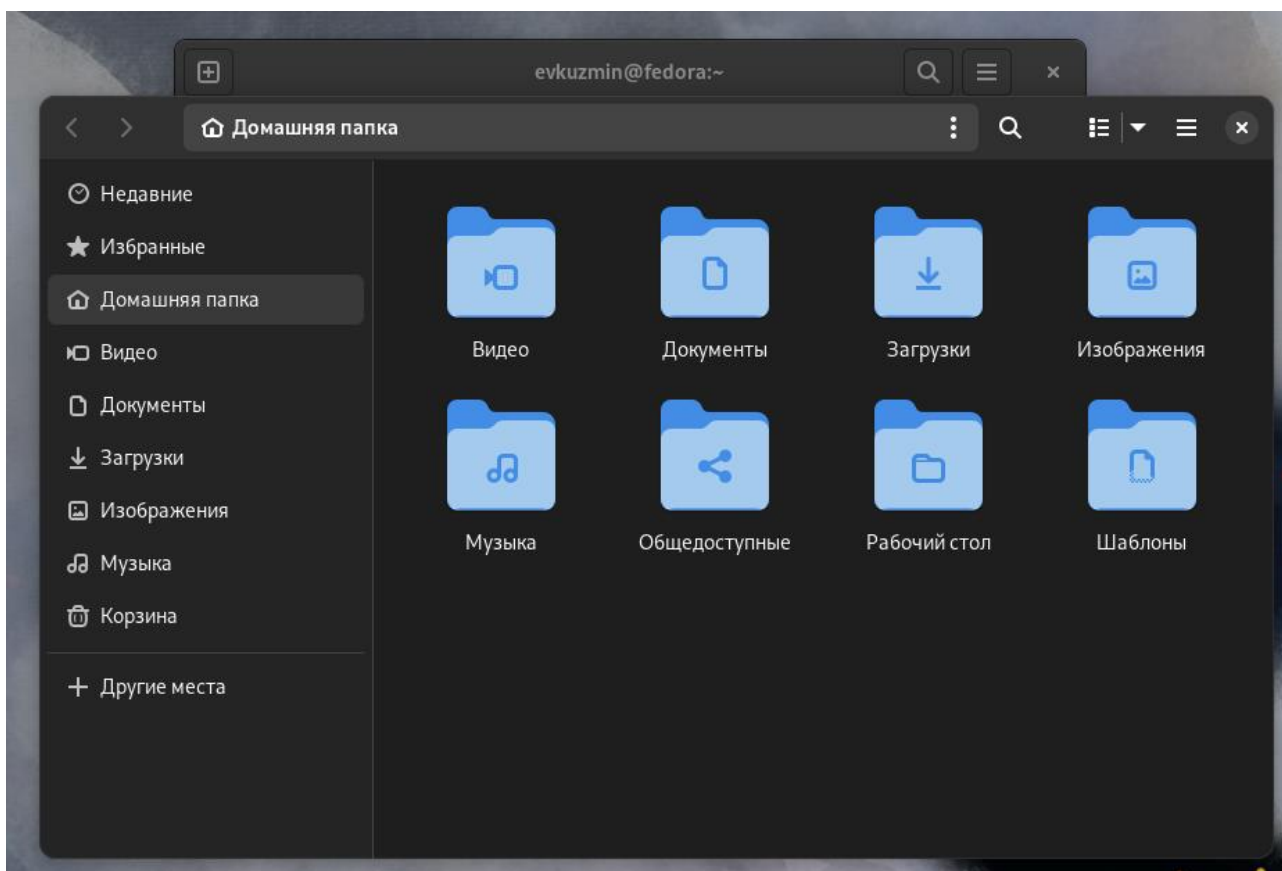 evkuzmin@fedora:~
Домашняя папка
Недавние
Избранные
Домашняя папка
Видео
Документы
Загрузки
Изображения
Музыка
Корзина
Другие места
Видео Документы Загрузки Изображения
Музыка Общедоступные Рабочий стол Шаблоны